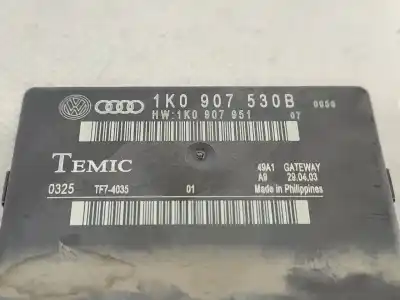 1K0 907 530B
HW:1K0 907 951 07
TEMIC
49A1 GATEWAY
0325 TF7-4035 01 A9 29.04.03
Made in Philippines